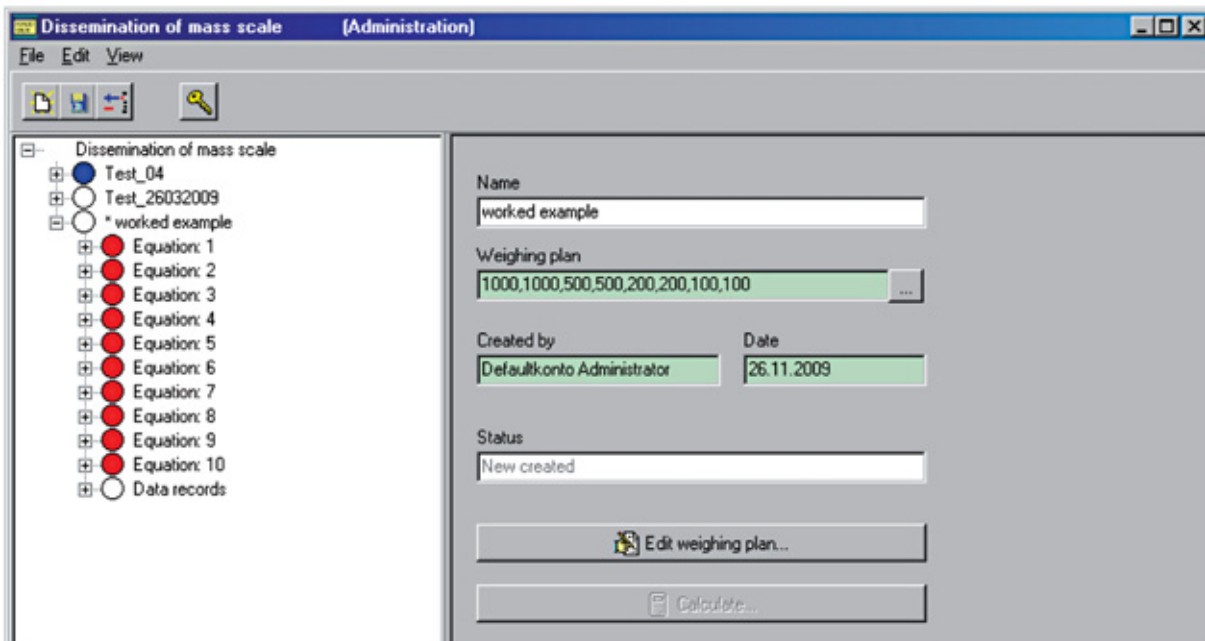 Dissemination of mass scale (Administration)
File Edit View
Dissemination of mass scale
Test_04
Test_26032009
* worked example
Equation: 1
Equation: 2
Equation: 3
Equation: 4
Equation: 5
Equation: 6
Equation: 7
Equation: 8
Equation: 9
Equation: 10
Data records
Name
worked example
Weighing plan
1000,1000,500,500,200,200,100,100
...
Created by Date
Defaultkonto Administrator 26.11.2009
Status
New created
Edit weighing plan...
Calculate...